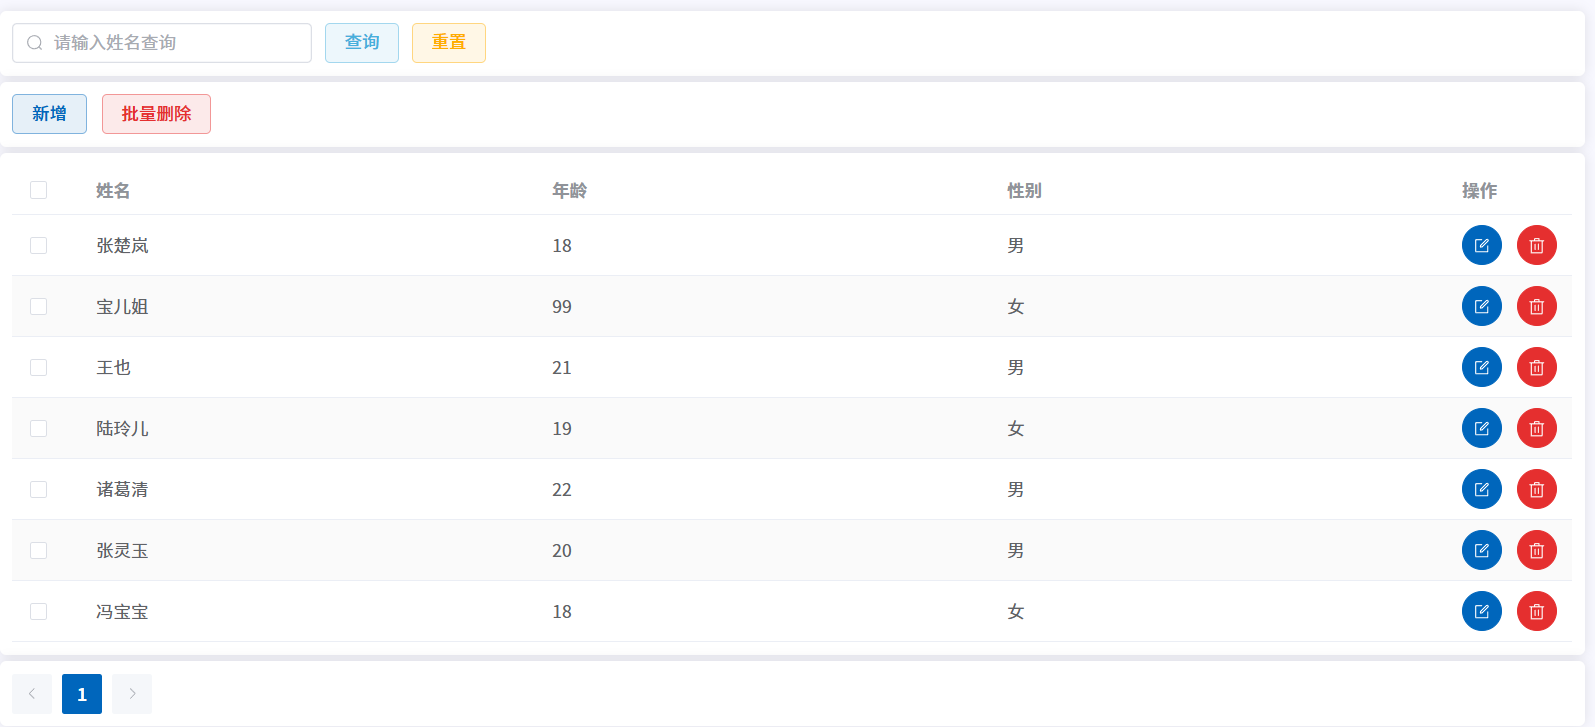 请输入姓名查询 查询 重置
新增 批量删除
姓名 年龄 性别 操作
张楚岚 18 男
宝儿姐 99 女
王也 21 男
陆玲儿 19 女
诸葛清 22 男
张灵玉 20 男
冯宝宝 18 女
1